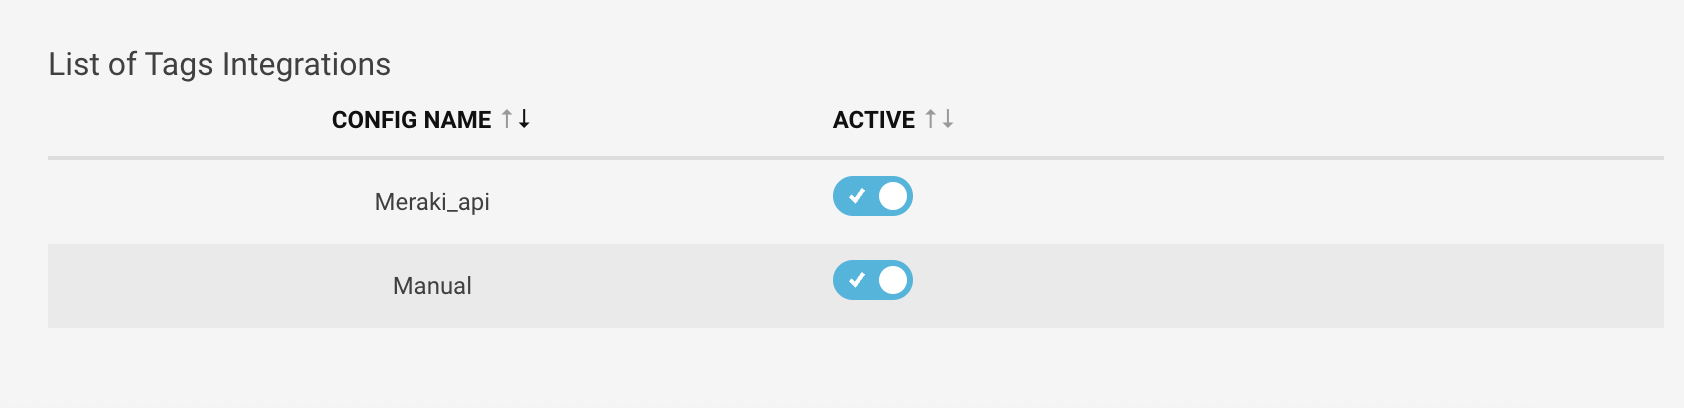 List of Tags Integrations
CONFIG NAME ↑↓ ACTIVE ↑↓
Meraki_api
Manual